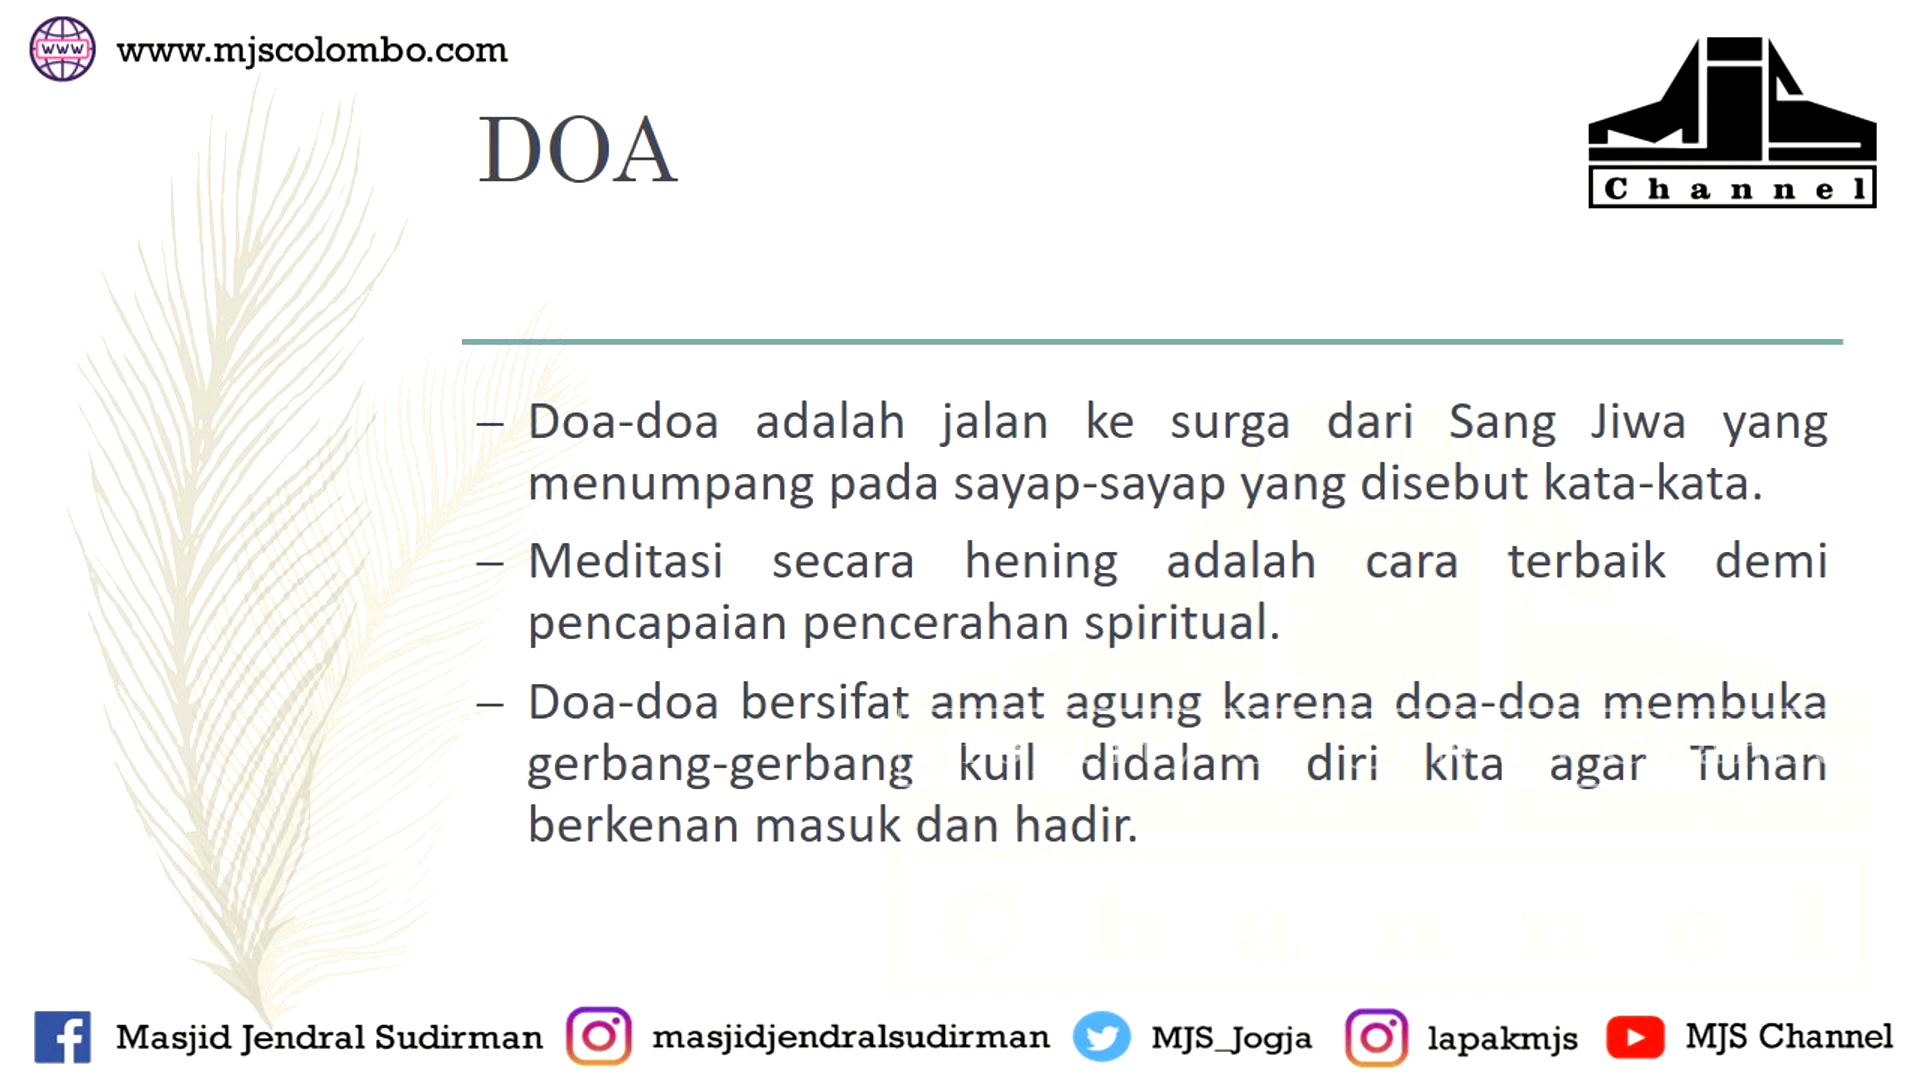 www.mjscolombo.com
DOA
MJS
Channel
– Doa-doa adalah jalan ke surga dari Sang Jiwa yang
menumpang pada sayap-sayap yang disebut kata-kata.
– Meditasi secara hening adalah cara terbaik demi
pencapaian pencerahan spiritual.
– Doa-doa bersifat amat agung karena doa-doa membuka
gerbang-gerbang kuil didalam diri kita agar Tuhan
berkenan masuk dan hadir.
Channel
Masjid Jendral Sudirman masjidjendralsudirman MJS_Jogja lapakmjs MJS Channel